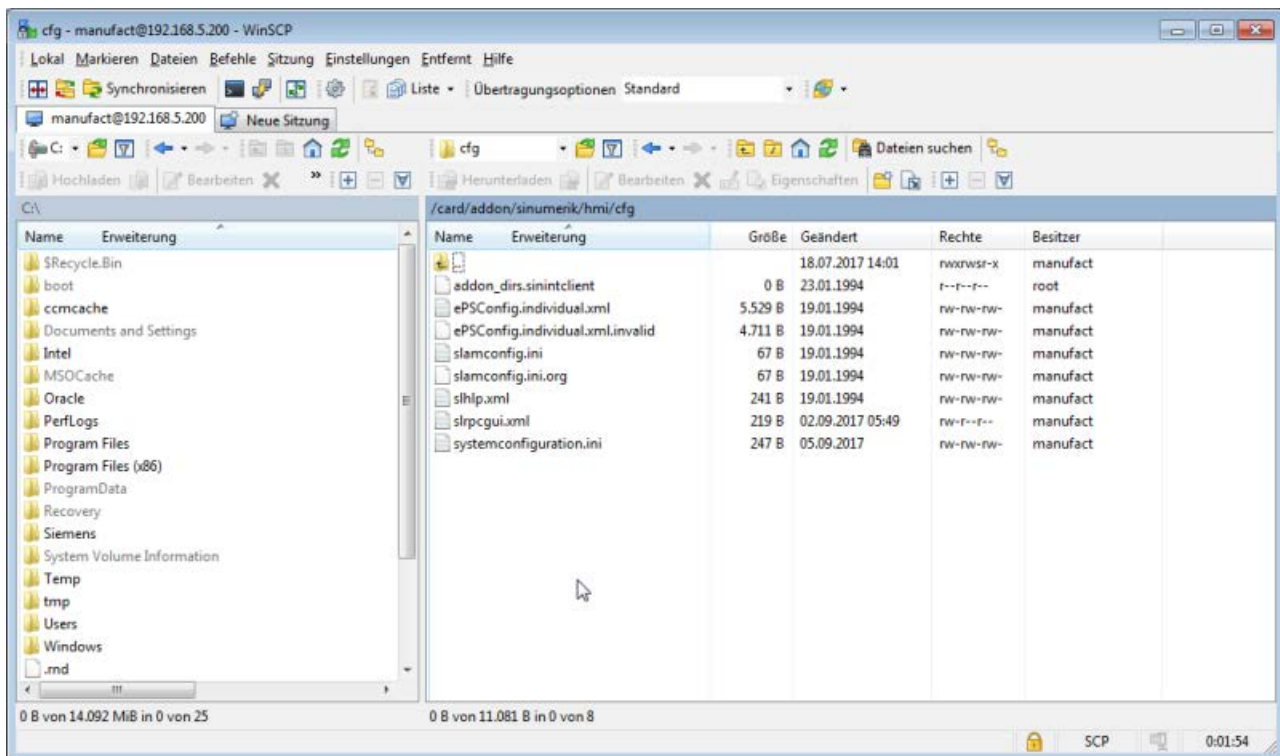 cfg - manufact@192.168.5.200 - WinSCP
Lokal Markieren Dateien Befehle Sitzung Einstellungen Entfernt Hilfe
Synchronisieren Liste Übertragungsoptionen Standard
manufact@192.168.5.200 Neue Sitzung
C: cfg Dateien suchen
Hochladen Bearbeiten » Herunterladen Bearbeiten Eigenschaften
C:\ /card/addon/sinumerik/hmi/cfg
Name Erweiterung Name Erweiterung Größe Geändert Rechte Besitzer
$Recycle.Bin .. 18.07.2017 14:01 rwxrwsr-x manufact
boot addon_dirs.sinintclient 0 B 23.01.1994 r--r--r-- root
ccmcache ePSConfig.individual.xml 5.529 B 19.01.1994 rw-rw-rw- manufact
Documents and Settings ePSConfig.individual.xml.invalid 4.711 B 19.01.1994 rw-rw-rw- manufact
Intel slamconfig.ini 67 B 19.01.1994 rw-rw-rw- manufact
MSOCache slamconfig.ini.org 67 B 19.01.1994 rw-rw-rw- manufact
Oracle slhlp.xml 241 B 19.01.1994 rw-rw-rw- manufact
PerfLogs slrpcgui.xml 219 B 02.09.2017 05:49 rw-r--r-- manufact
Program Files systemconfiguration.ini 247 B 05.09.2017 rw-rw-rw- manufact
Program Files (x86)
ProgramData
Recovery
Siemens
System Volume Information
Temp
tmp
Users
Windows
.rnd
0 B von 14.092 MiB in 0 von 25 0 B von 11.081 B in 0 von 8
SCP 0:01:54